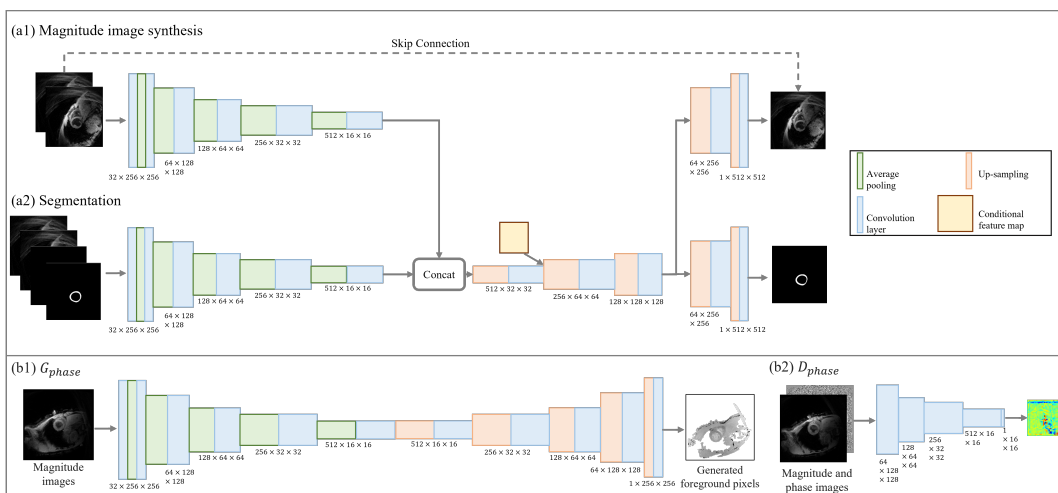 (a1) Magnitude image synthesis
Skip Connection
32 × 256 × 256
64 × 128
× 128
128 × 64 × 64
256 × 32 × 32
512 × 16 × 16
64 × 256
× 256
1 × 512 × 512
(a2) Segmentation
32 × 256 × 256
64 × 128
× 128
128 × 64 × 64
256 × 32 × 32
512 × 16 × 16
Concat
512 × 32 × 32
256 × 64 × 64
128 × 128 × 128
64 × 256
× 256
1 × 512 × 512
Average
pooling
Up-sampling
Convolution
layer
Conditional
feature map
(b1) G_phase
Magnitude
images
32 × 256 × 256
64 × 128
× 128
128 × 64 × 64
256 × 32 × 32
512 × 16 × 16
512 × 16 × 16
256 × 32 × 32
128 × 64 × 64
64 × 128 × 128
1 × 256 × 256
Generated
foreground pixels
(b2) D_phase
Magnitude and
phase images
64
× 128
× 128
128
× 64
× 64
256
× 32
× 32
512 × 16
× 16
1
× 16
× 16